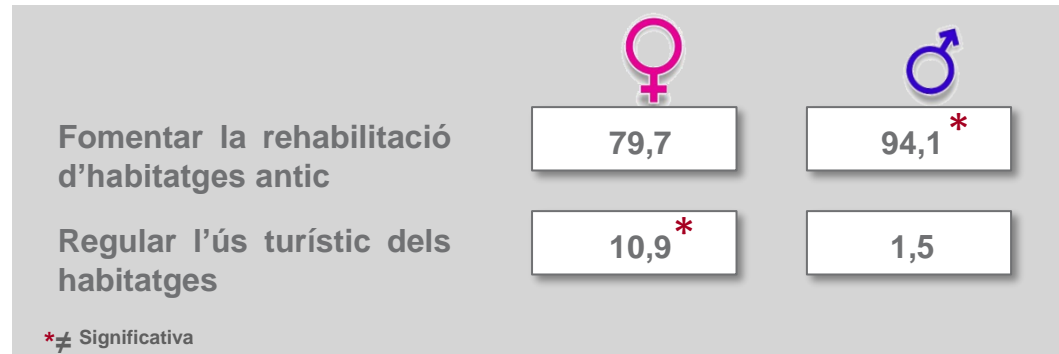 Fomentar la rehabilitació
d'habitatges antic
79,7
94,1*
Regular l'ús turístic dels
habitatges
10,9*
1,5
*≠ Significativa